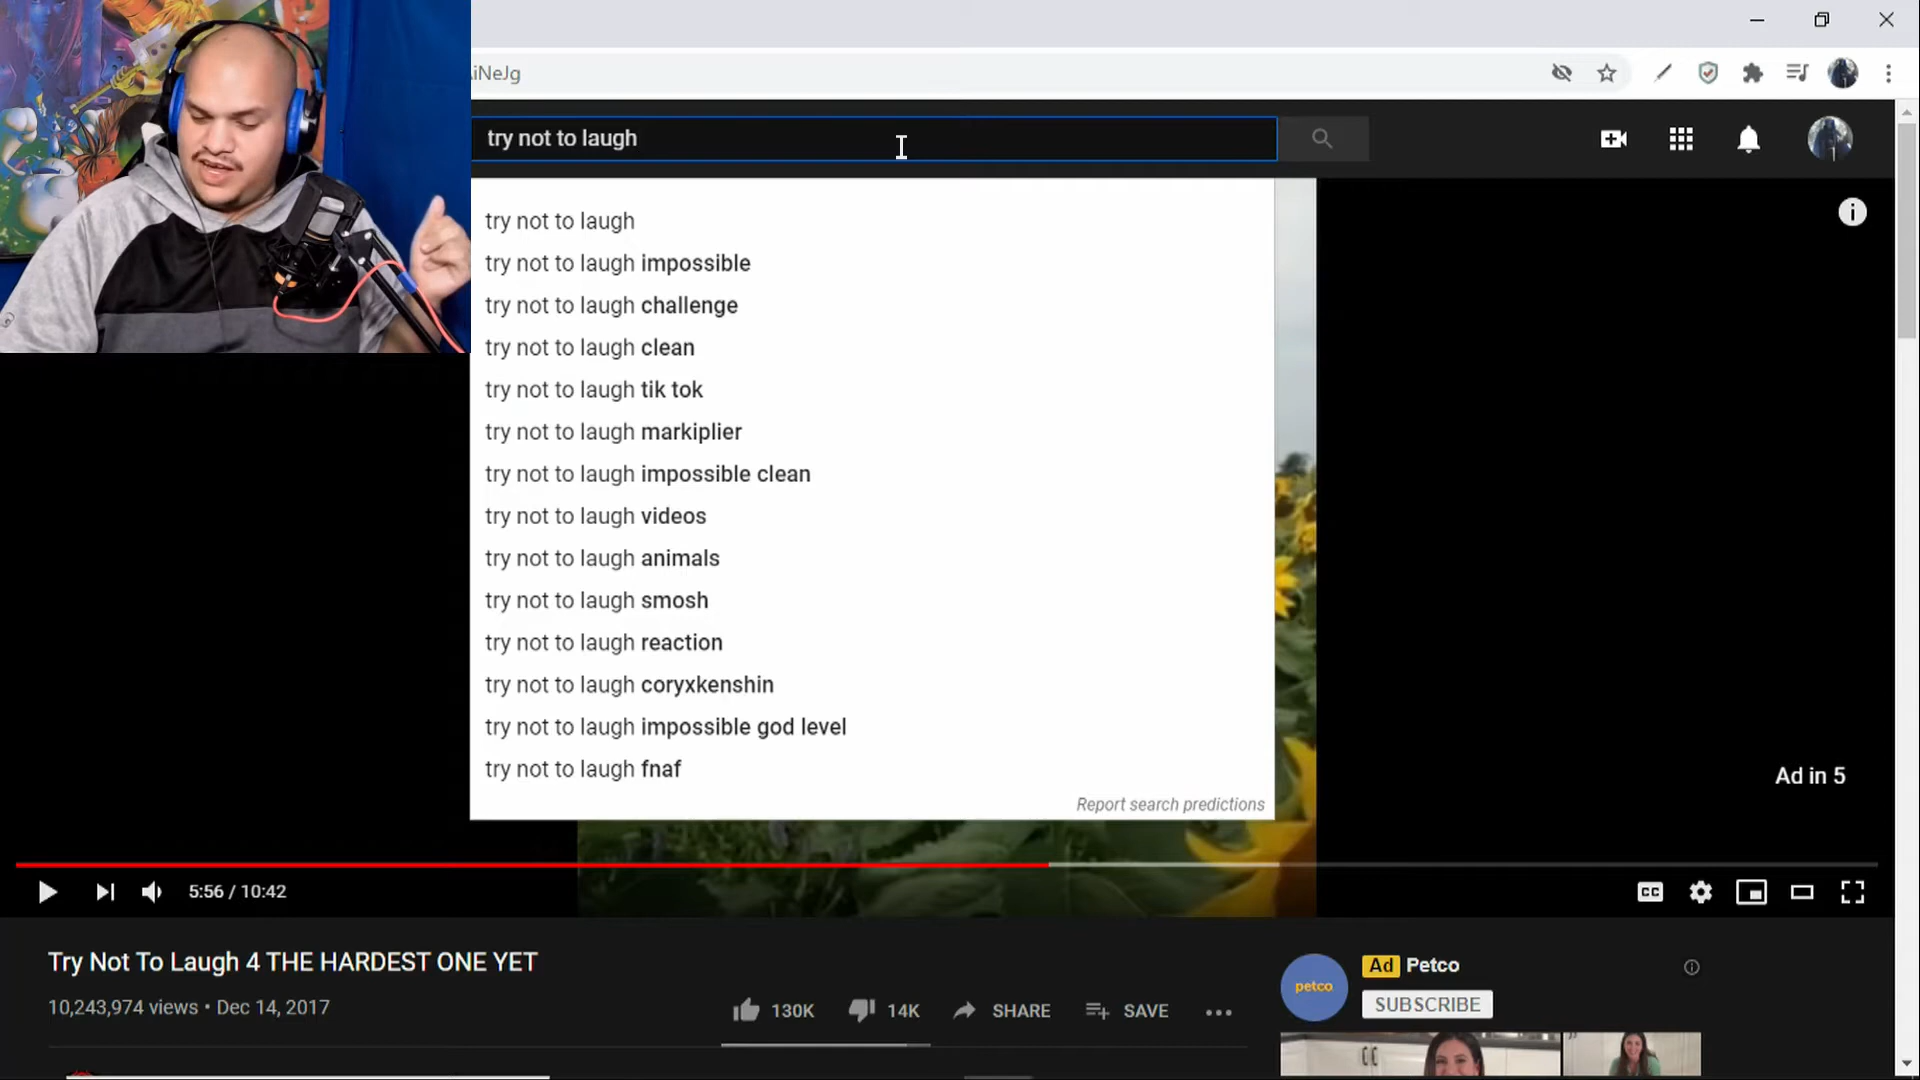 iNeJg
try not to laugh
try not to laugh
try not to laugh impossible
try not to laugh challenge
try not to laugh clean
try not to laugh tik tok
try not to laugh markiplier
try not to laugh impossible clean
try not to laugh videos
try not to laugh animals
try not to laugh smosh
try not to laugh reaction
try not to laugh coryxkenshin
try not to laugh impossible god level
try not to laugh fnaf
Report search predictions
Ad in 5
5:56 / 10:42
CC
Try Not To Laugh 4 THE HARDEST ONE YET
10,243,974 views • Dec 14, 2017
130K
14K
SHARE
SAVE
petco
Ad Petco
SUBSCRIBE